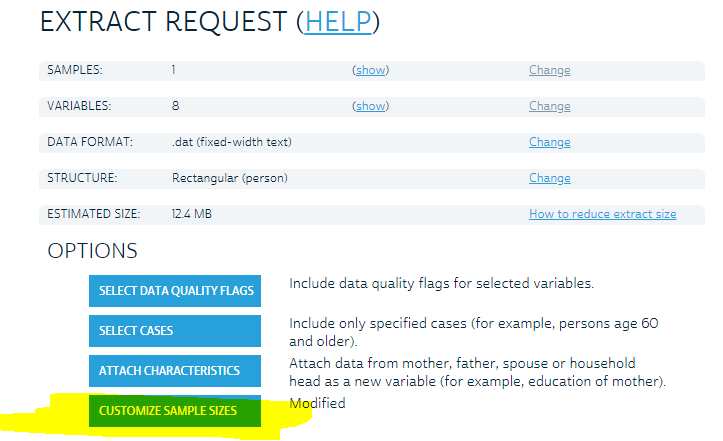 EXTRACT REQUEST (HELP)
SAMPLES: 1 (show) Change
VARIABLES: 8 (show) Change
DATA FORMAT: .dat (fixed-width text) Change
STRUCTURE: Rectangular (person) Change
ESTIMATED SIZE: 12.4 MB How to reduce extract size
OPTIONS
SELECT DATA QUALITY FLAGS Include data quality flags for selected variables.
SELECT CASES Include only specified cases (for example, persons age 60
and older).
ATTACH CHARACTERISTICS Attach data from mother, father, spouse or household
head as a new variable (for example, education of mother).
CUSTOMIZE SAMPLE SIZES Modified